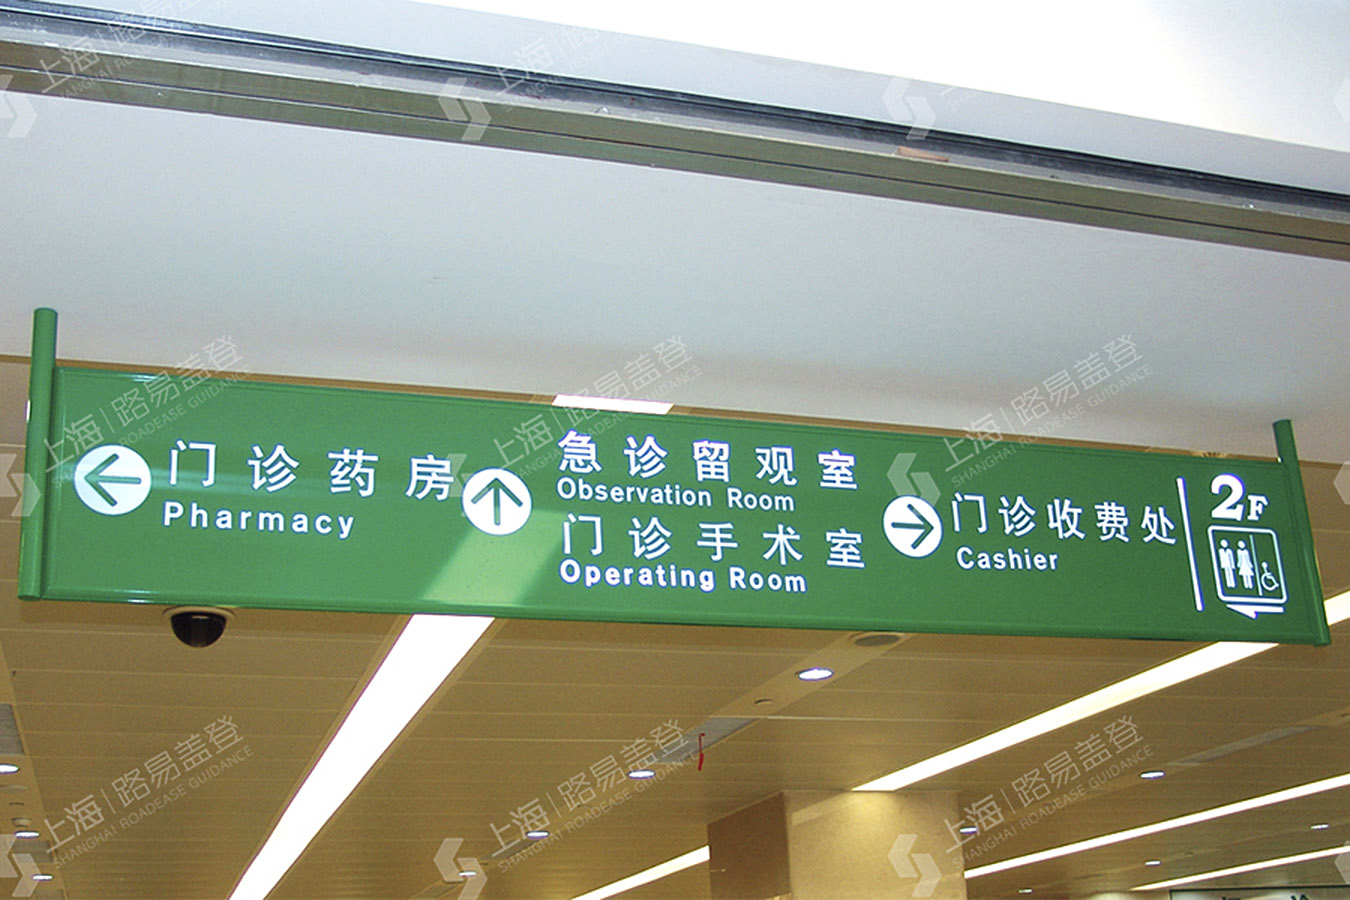 门诊药房
Pharmacy
急诊留观室
Observation Room
门诊手术室
Operating Room
门诊收费处
Cashier
2F
上海|路易盖登
SHANGHAI ROADEASE GUIDANCE